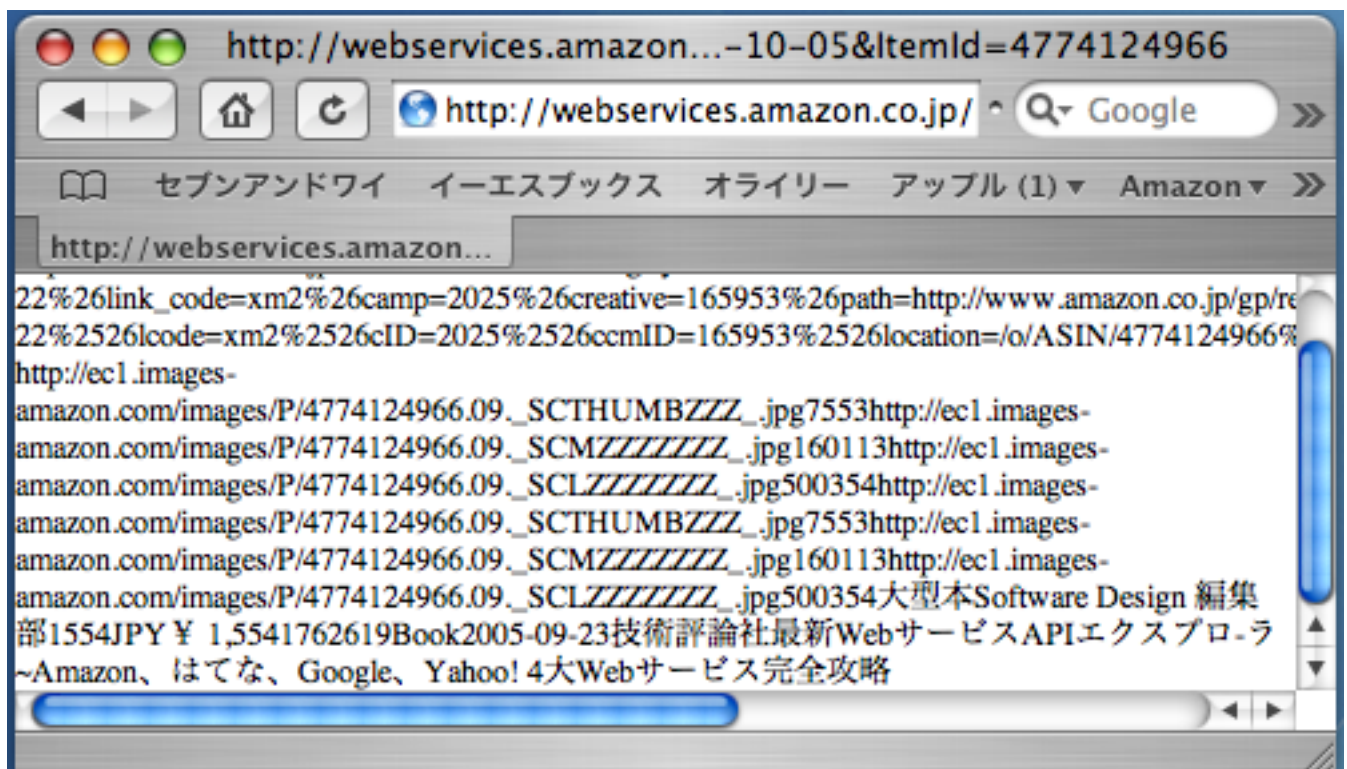 http://webservices.amazon...-10-05&ItemId=4774124966
http://webservices.amazon.co.jp/ Google
セブンアンドワイ イーエスブックス オライリー アップル (1) Amazon
http://webservices.amazon...
22%26link_code=xm2%26camp=2025%26creative=165953%26path=http://www.amazon.co.jp/gp/re
22%2526lcode=xm2%2526cID=2025%2526ccmID=165953%2526location=/o/ASIN/4774124966%
http://ec1.images-
amazon.com/images/P/4774124966.09._SCTHUMBZZZ_.jpg7553http://ec1.images-
amazon.com/images/P/4774124966.09._SCMZZZZZZZ_.jpg160113http://ec1.images-
amazon.com/images/P/4774124966.09._SCLZZZZZZZ_.jpg500354http://ec1.images-
amazon.com/images/P/4774124966.09._SCTHUMBZZZ_.jpg7553http://ec1.images-
amazon.com/images/P/4774124966.09._SCMZZZZZZZ_.jpg160113http://ec1.images-
amazon.com/images/P/4774124966.09._SCLZZZZZZZ_.jpg500354大型本Software Design 編集
部1554JPY¥ 1,5541762619Book2005-09-23技術評論社最新WebサービスAPIエクスプロ-ラ
~Amazon、はてな、Google、Yahoo! 4大Webサービス完全攻略